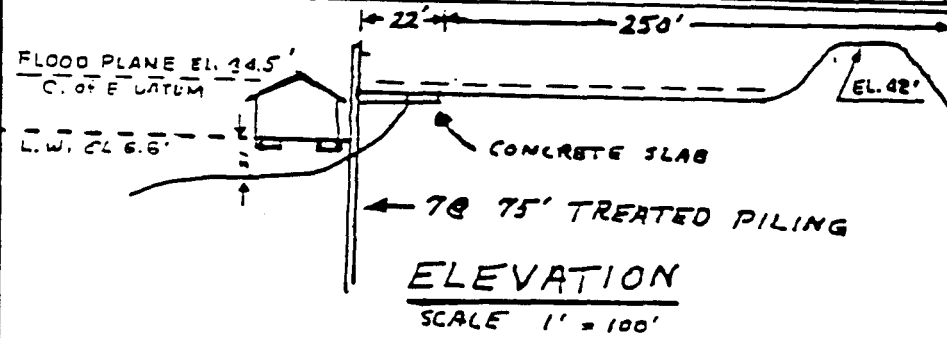 22'
250'
FLOOD PLANE EL. 34.5'
C. of E DATUM
EL. 42'
L.W. EL 6.6'
CONCRETE SLAB
7@ 75' TREATED PILING
ELEVATION
SCALE 1' = 100'